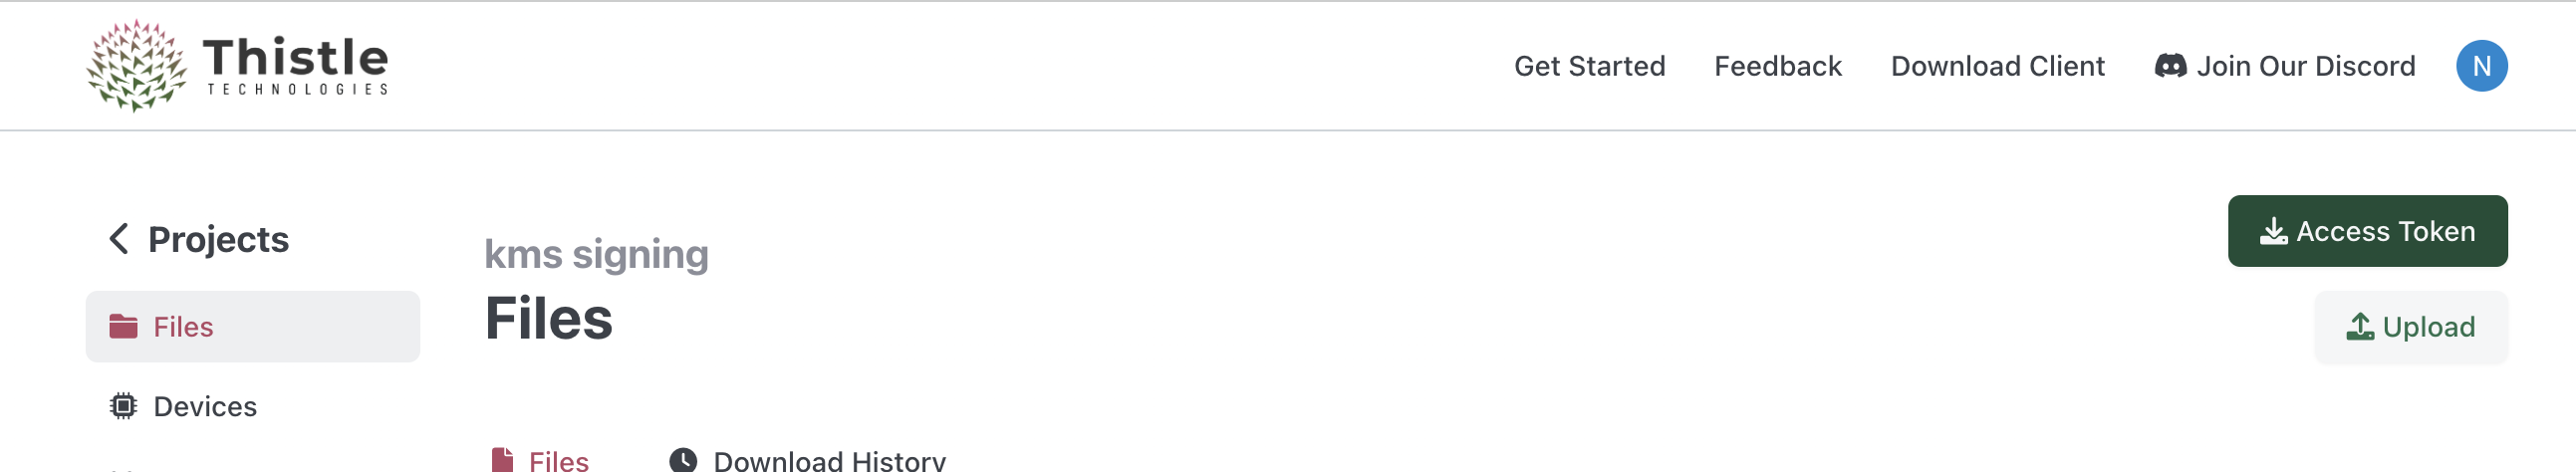 Thistle
TECHNOLOGIES
Get Started
Feedback
Download Client
Join Our Discord
N
Projects
Files
Devices
kms signing
Files
Access Token
Upload
Files
Download History